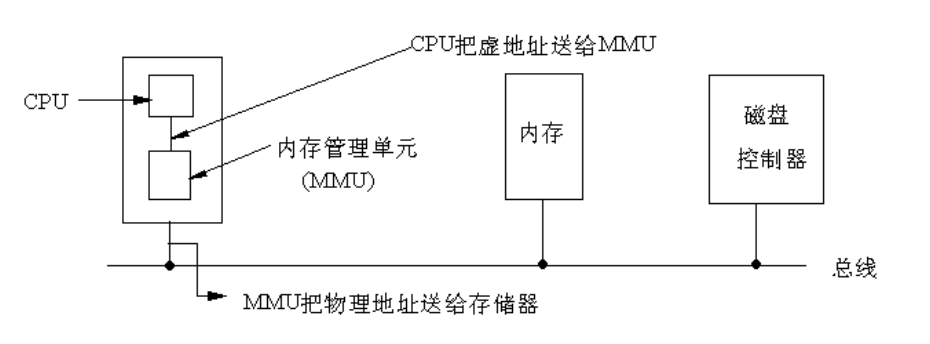 CPU把虚地址送给MMU
CPU
内存管理单元
(MMU)
内存
磁盘
控制器
总线
MMU把物理地址送给存储器